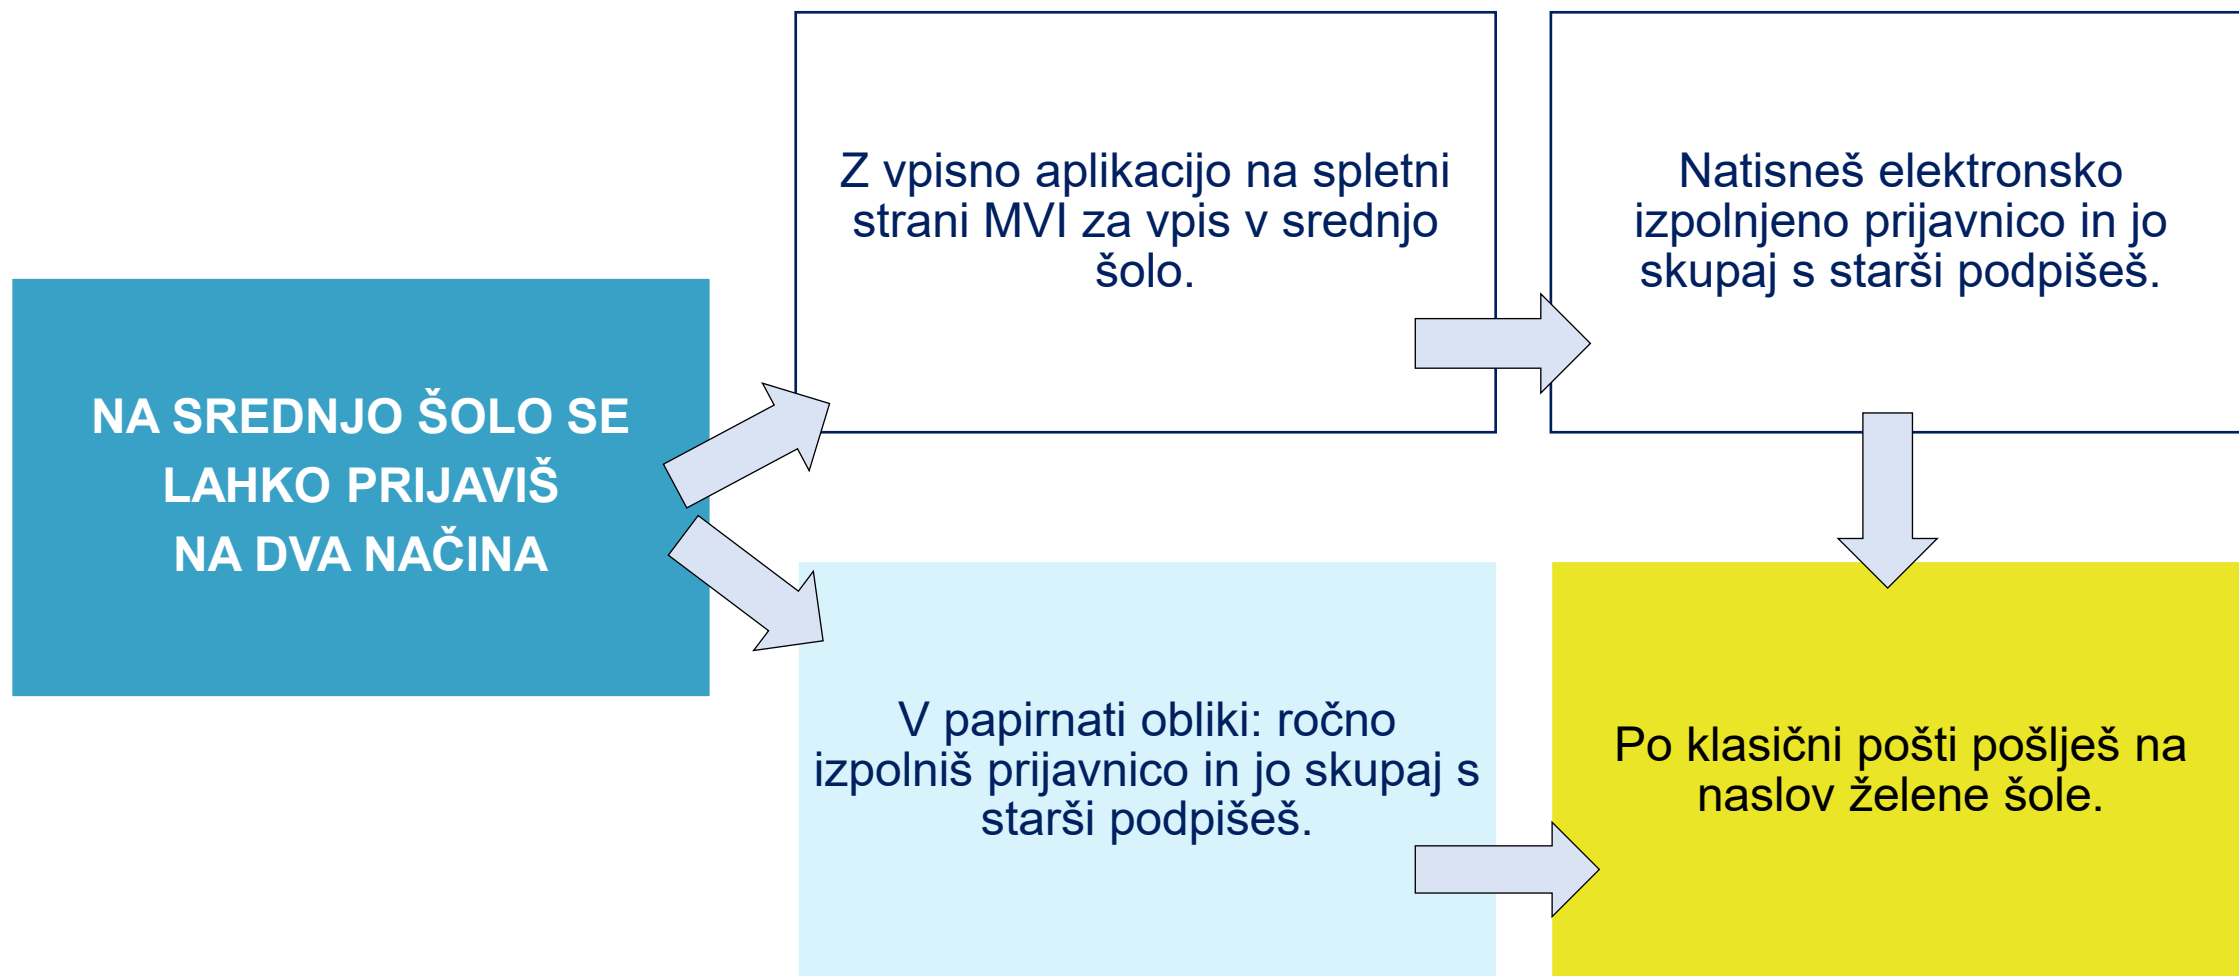 NA SREDNJO ŠOLO SE
LAHKO PRIJAVIŠ
NA DVA NAČINA
Z vpisno aplikacijo na spletni
strani MVI za vpis v srednjo
šolo.
Natisneš elektronsko
izpolnjeno prijavnico in jo
skupaj s starši podpišeš.
V papirnati obliki: ročno
izpolniš prijavnico in jo skupaj s
starši podpišeš.
Po klasični pošti pošlješ na
naslov želene šole.